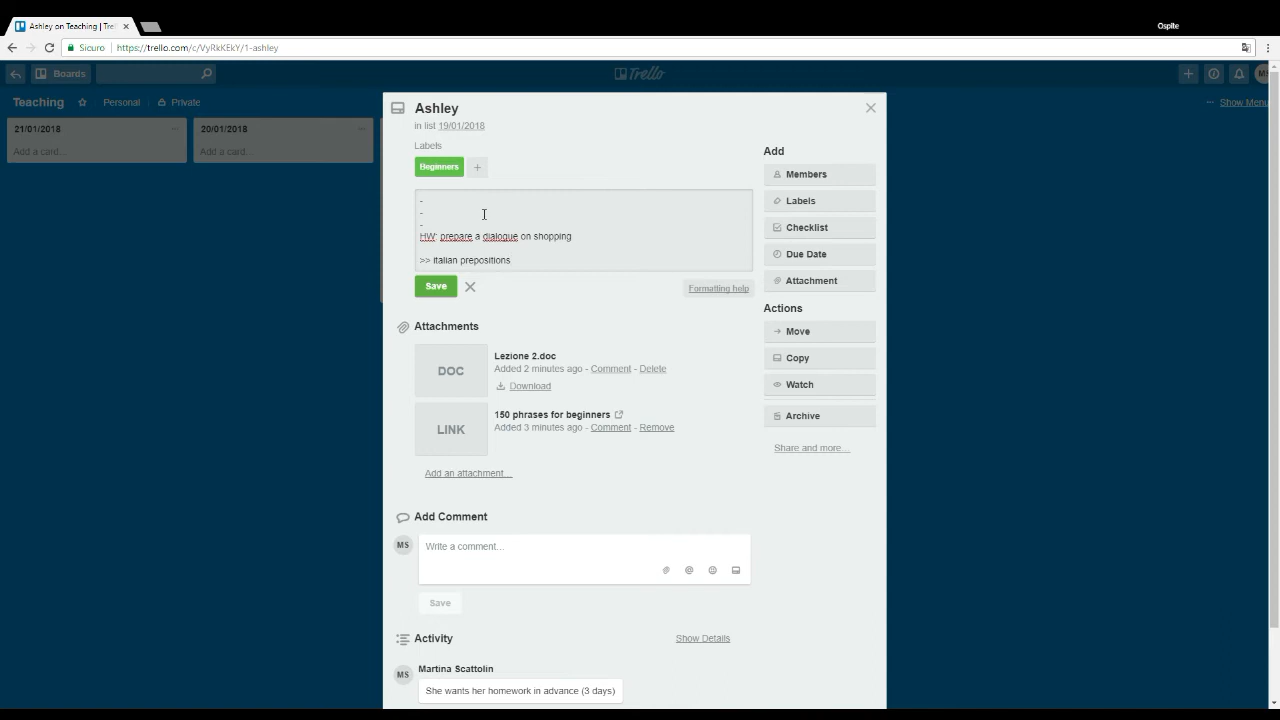 Ashley on Teaching | Trel
Ospite
Sicuro
https://trello.com/c/VyRkKEkY/1-ashley
Boards
Trello
MS
Teaching
Personal
Private
Show Menu
21/01/2018
Add a card...
20/01/2018
Add a card...
Ashley
in list 19/01/2018
Labels
Beginners
+
-
-
-
HW: prepare a dialogue on shopping
>> italian prepositions
Save
Formatting help
Attachments
DOC
Lezione 2.doc
Added 2 minutes ago - Comment - Delete
Download
LINK
150 phrases for beginners
Added 3 minutes ago - Comment - Remove
Add an attachment...
Add Comment
MS
Write a comment...
Save
Activity
Show Details
MS
Martina Scattolin
She wants her homework in advance (3 days)
Add
Members
Labels
Checklist
Due Date
Attachment
Actions
Move
Copy
Watch
Archive
Share and more...